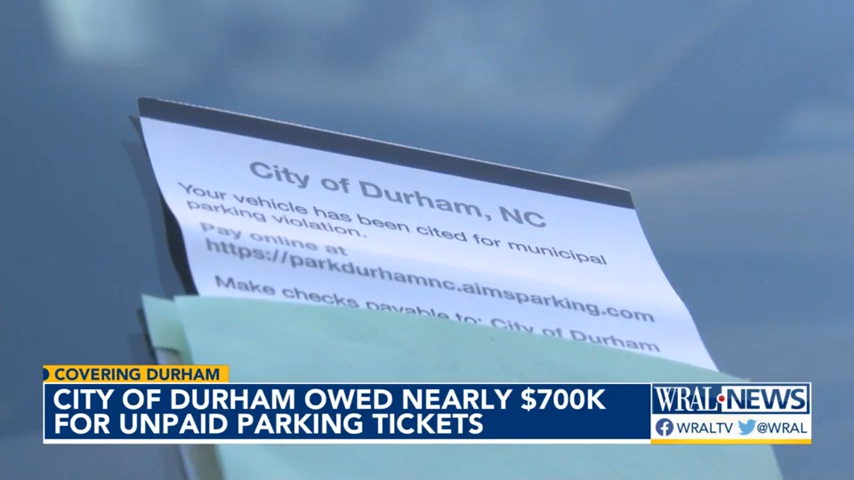 City of Durham, NC
Your vehicle has been cited for municipal
parking violation.
Pay online at
https://parkdurhamnc.aimsparking.com
Make checks payable to: City of Durham
COVERING DURHAM
CITY OF DURHAM OWED NEARLY $700K
FOR UNPAID PARKING TICKETS
WRAL NEWS
WRALTV @WRAL